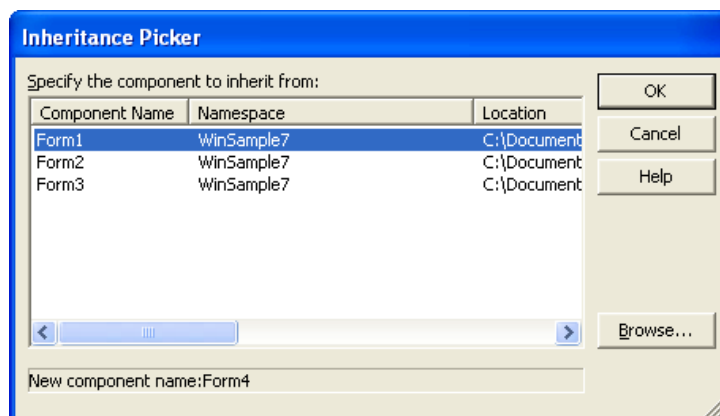 Inheritance Picker
Specify the component to inherit from:
Component Name Namespace Location
Form1 WinSample7 C:\Document
Form2 WinSample7 C:\Document
Form3 WinSample7 C:\Document
OK
Cancel
Help
Browse...
New component name:Form4